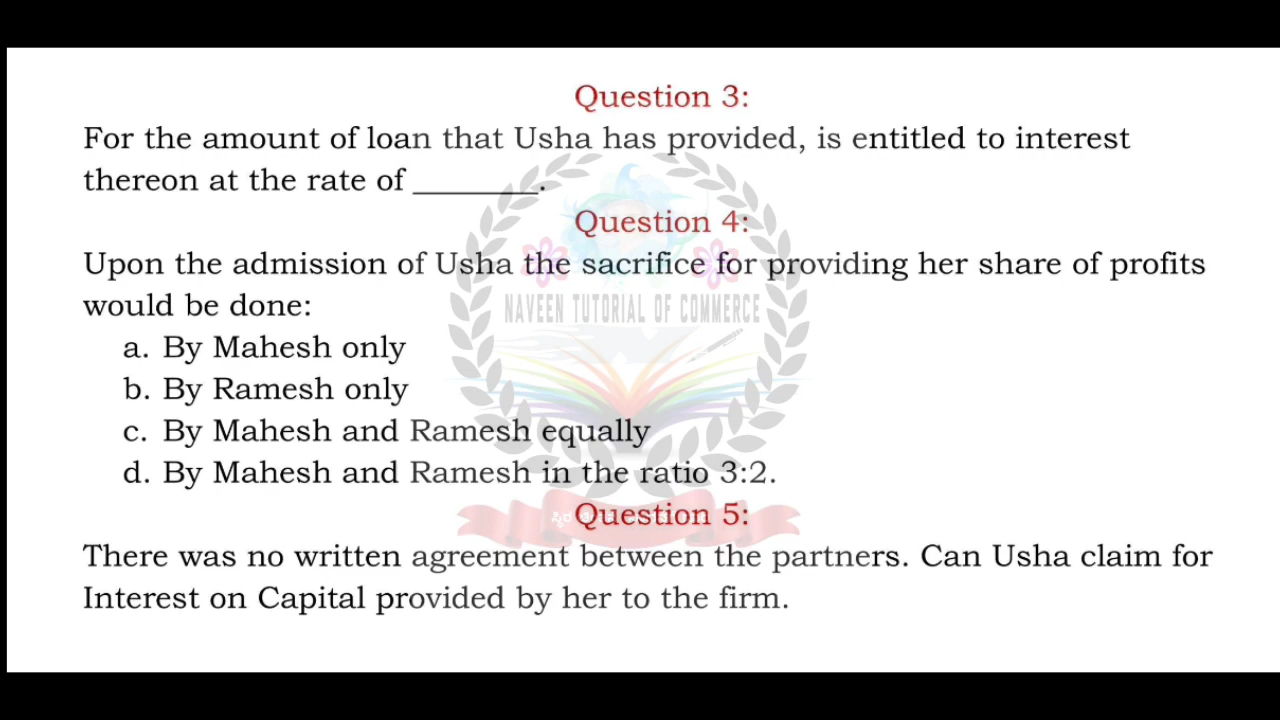 Question 3:
For the amount of loan that Usha has provided, is entitled to interest
thereon at the rate of ________.
Question 4:
Upon the admission of Usha the sacrifice for providing her share of profits
would be done:
NAVEEN TUTORIAL OF COMMERCE
a. By Mahesh only
b. By Ramesh only
c. By Mahesh and Ramesh equally
d. By Mahesh and Ramesh in the ratio 3:2.
Question 5:
There was no written agreement between the partners. Can Usha claim for
Interest on Capital provided by her to the firm.